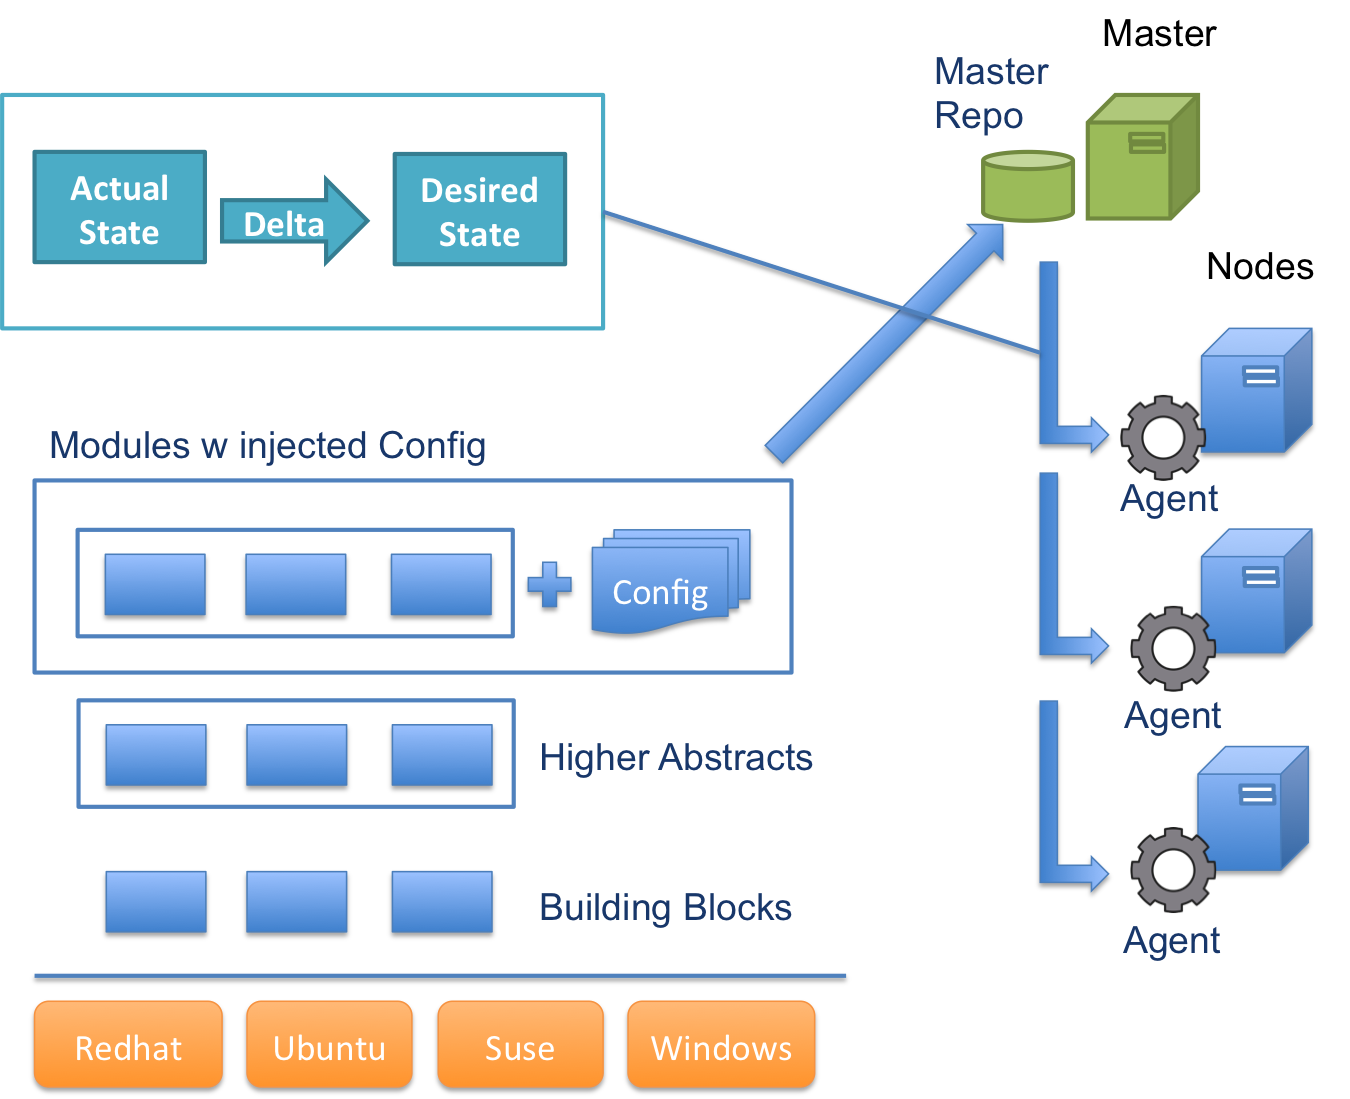 Master
Master
Repo
Actual
State
Delta
Desired
State
Nodes
Modules w injected Config
Config
Agent
Agent
Agent
Higher Abstracts
Building Blocks
Redhat
Ubuntu
Suse
Windows